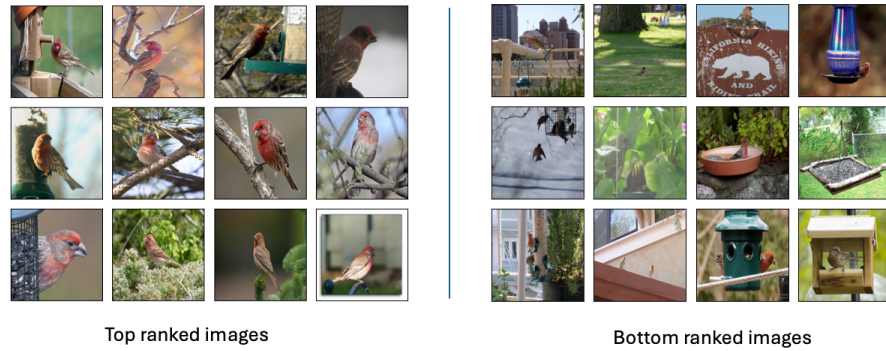 CALIFORNIA HIKING
AND
RIDING TRAIL
Top ranked images
Bottom ranked images